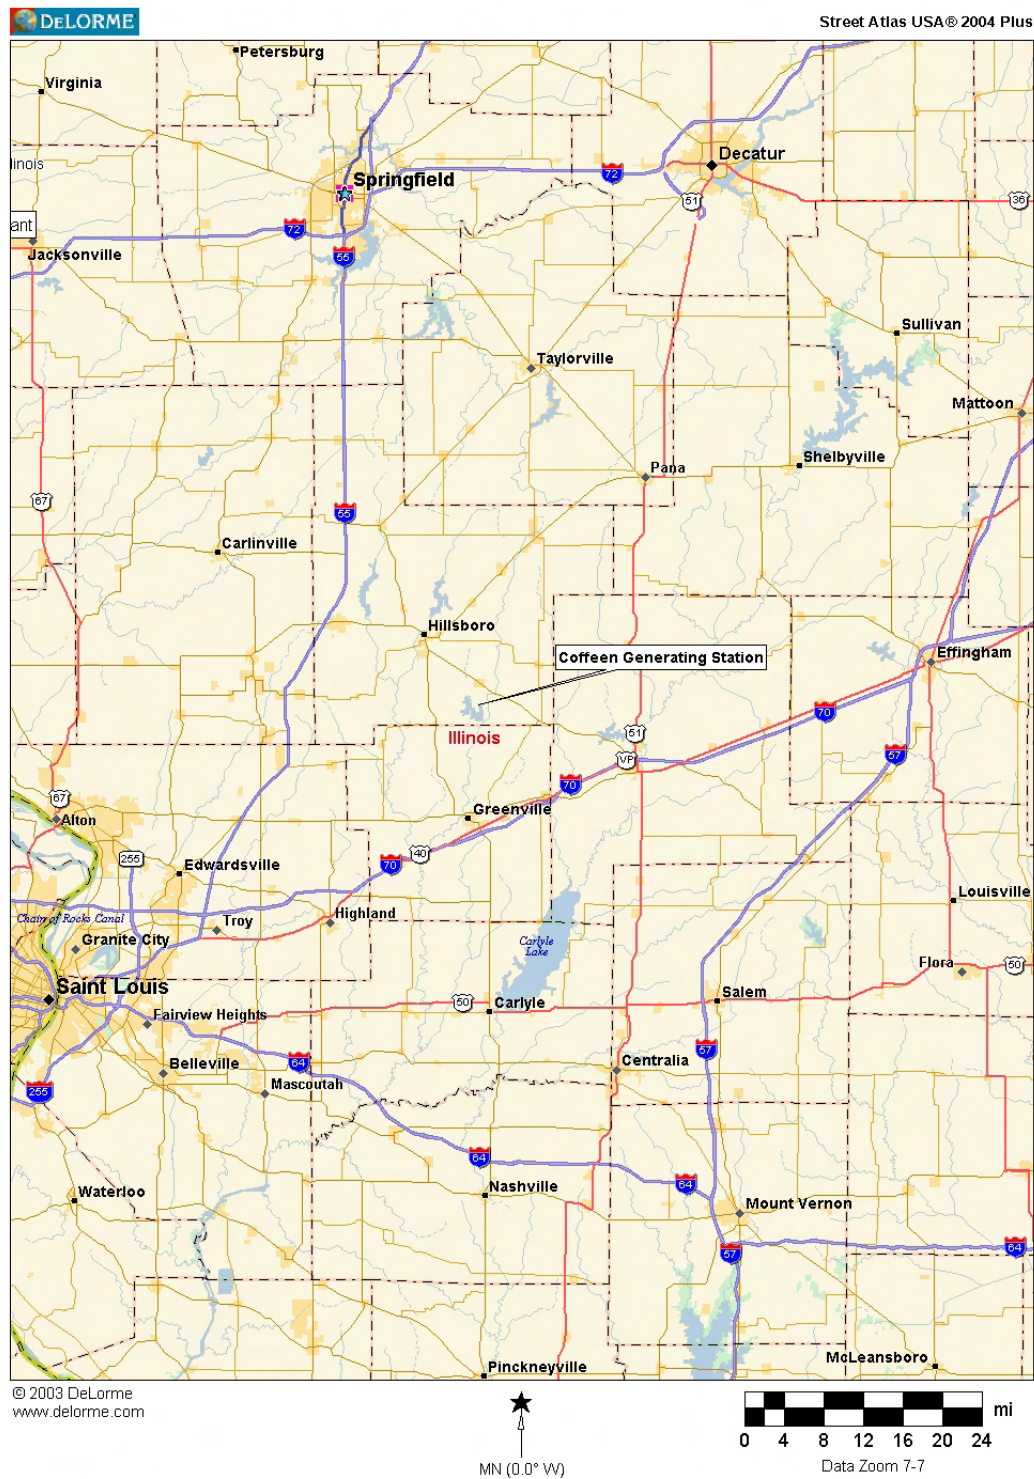 DELORME
Street Atlas USA® 2004 Plus
Petersburg
Virginia
Decatur
llinois
72
Springfield
51
36
ant
72
Jacksonville
55
Sullivan
Taylorville
Mattoon
Shelbyville
Pana
67
55
Carlinville
Hillsboro
Coffeen Generating Station
Effingham
70
51
Illinois
57
VP
70
67
Greenville
Alton
40
255
70
Edwardsville
Louisville
Chain of Rocks Canal
Troy
Highland
Granite City
Carlyle
Lake
Flora
50
Saint Louis
50
Carlyle
Salem
Fairview Heights
57
64
Centralia
Belleville
255
Mascoutah
64
64
Waterloo
Nashville
Mount Vernon
57
64
McLeansboro
Pinckneyville
© 2003 DeLorme
www.delorme.com
mi
0 4 8 12 16 20 24
MN (0.0° W)
Data Zoom 7-7